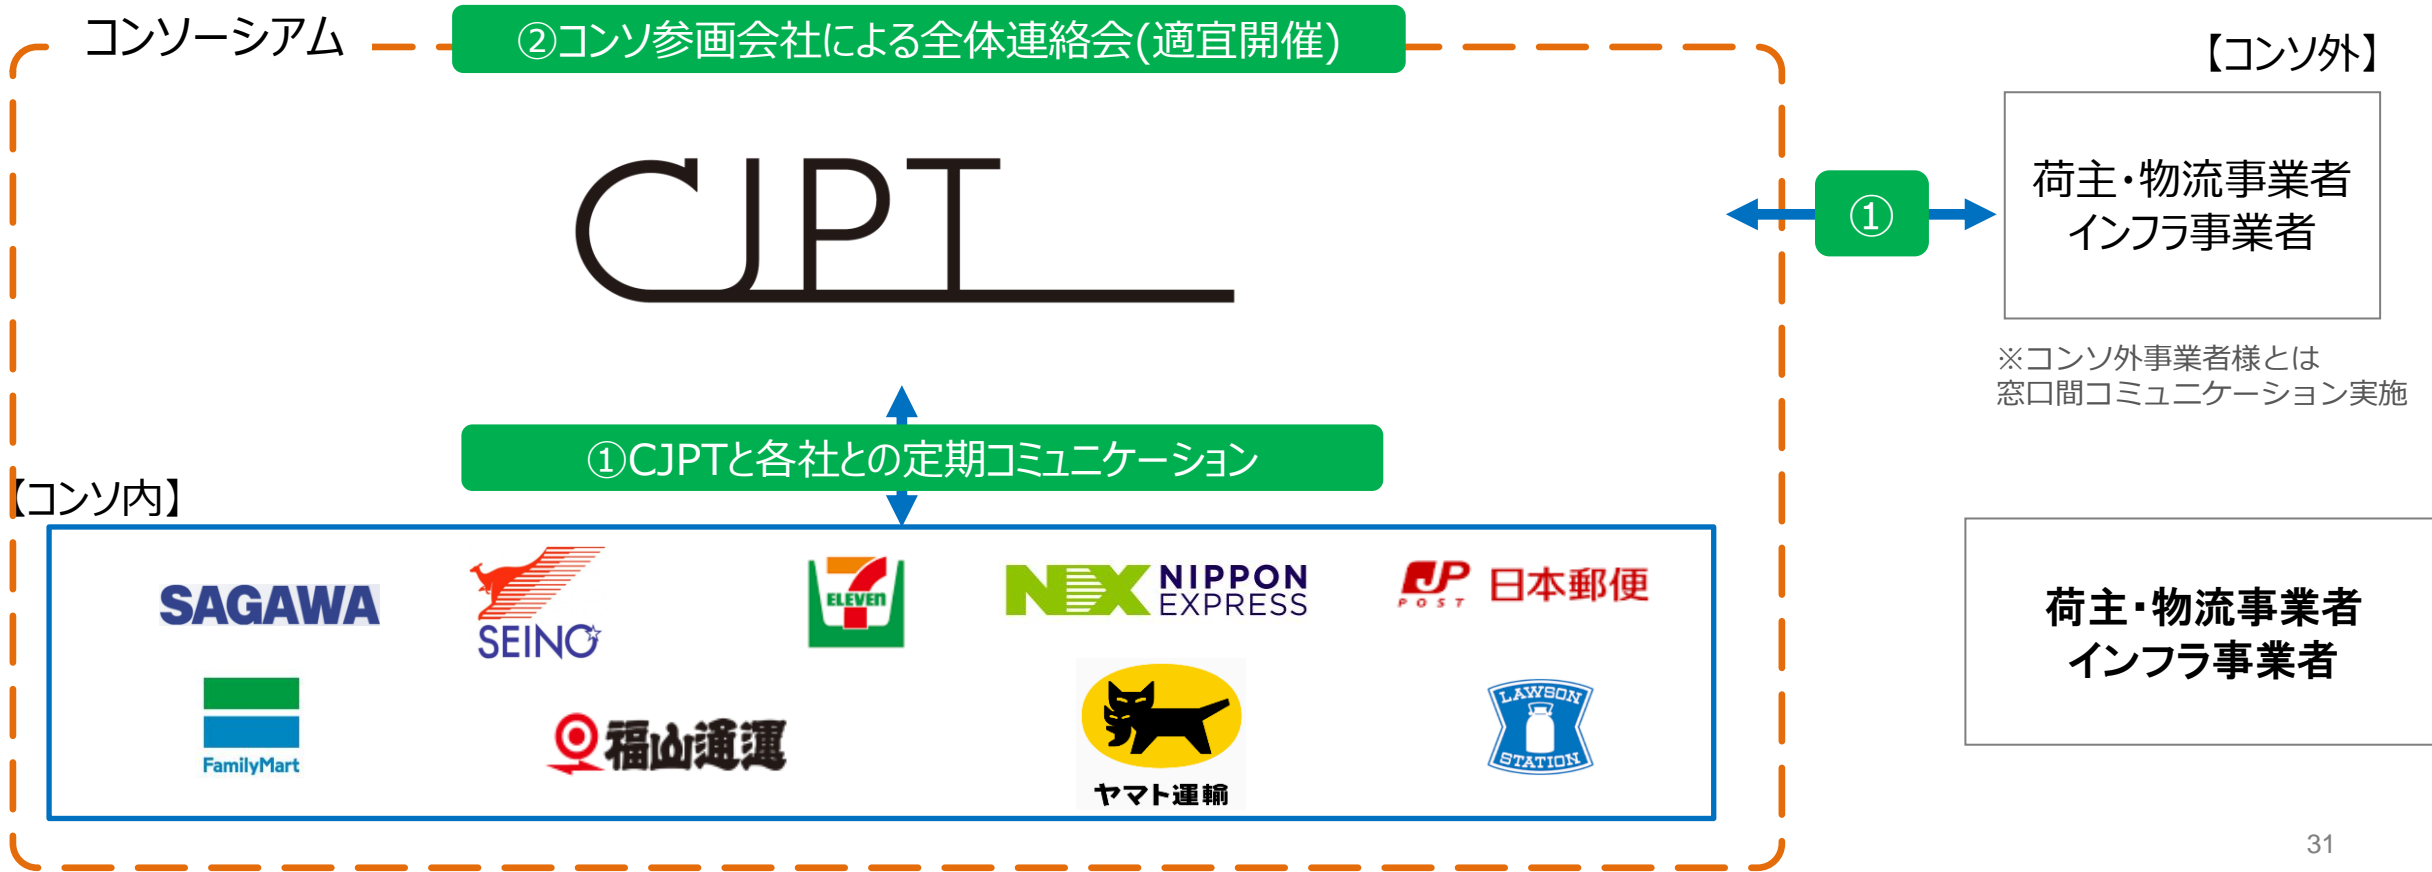 コンソーシアム
②コンソ参画会社による全体連絡会(適宜開催)
【コンソ外】
CJPT
荷主・物流事業者
インフラ事業者
①
※コンソ外事業者様とは
窓口間コミュニケーション実施
①CJPTと各社との定期コミュニケーション
【コンソ内】
SAGAWA
SEINO
7
ELEVEn
NX NIPPON
EXPRESS
JP
POST
日本郵便
荷主・物流事業者
インフラ事業者
FamilyMart
福山通運
ヤマト運輸
LAWSON
STATION
31